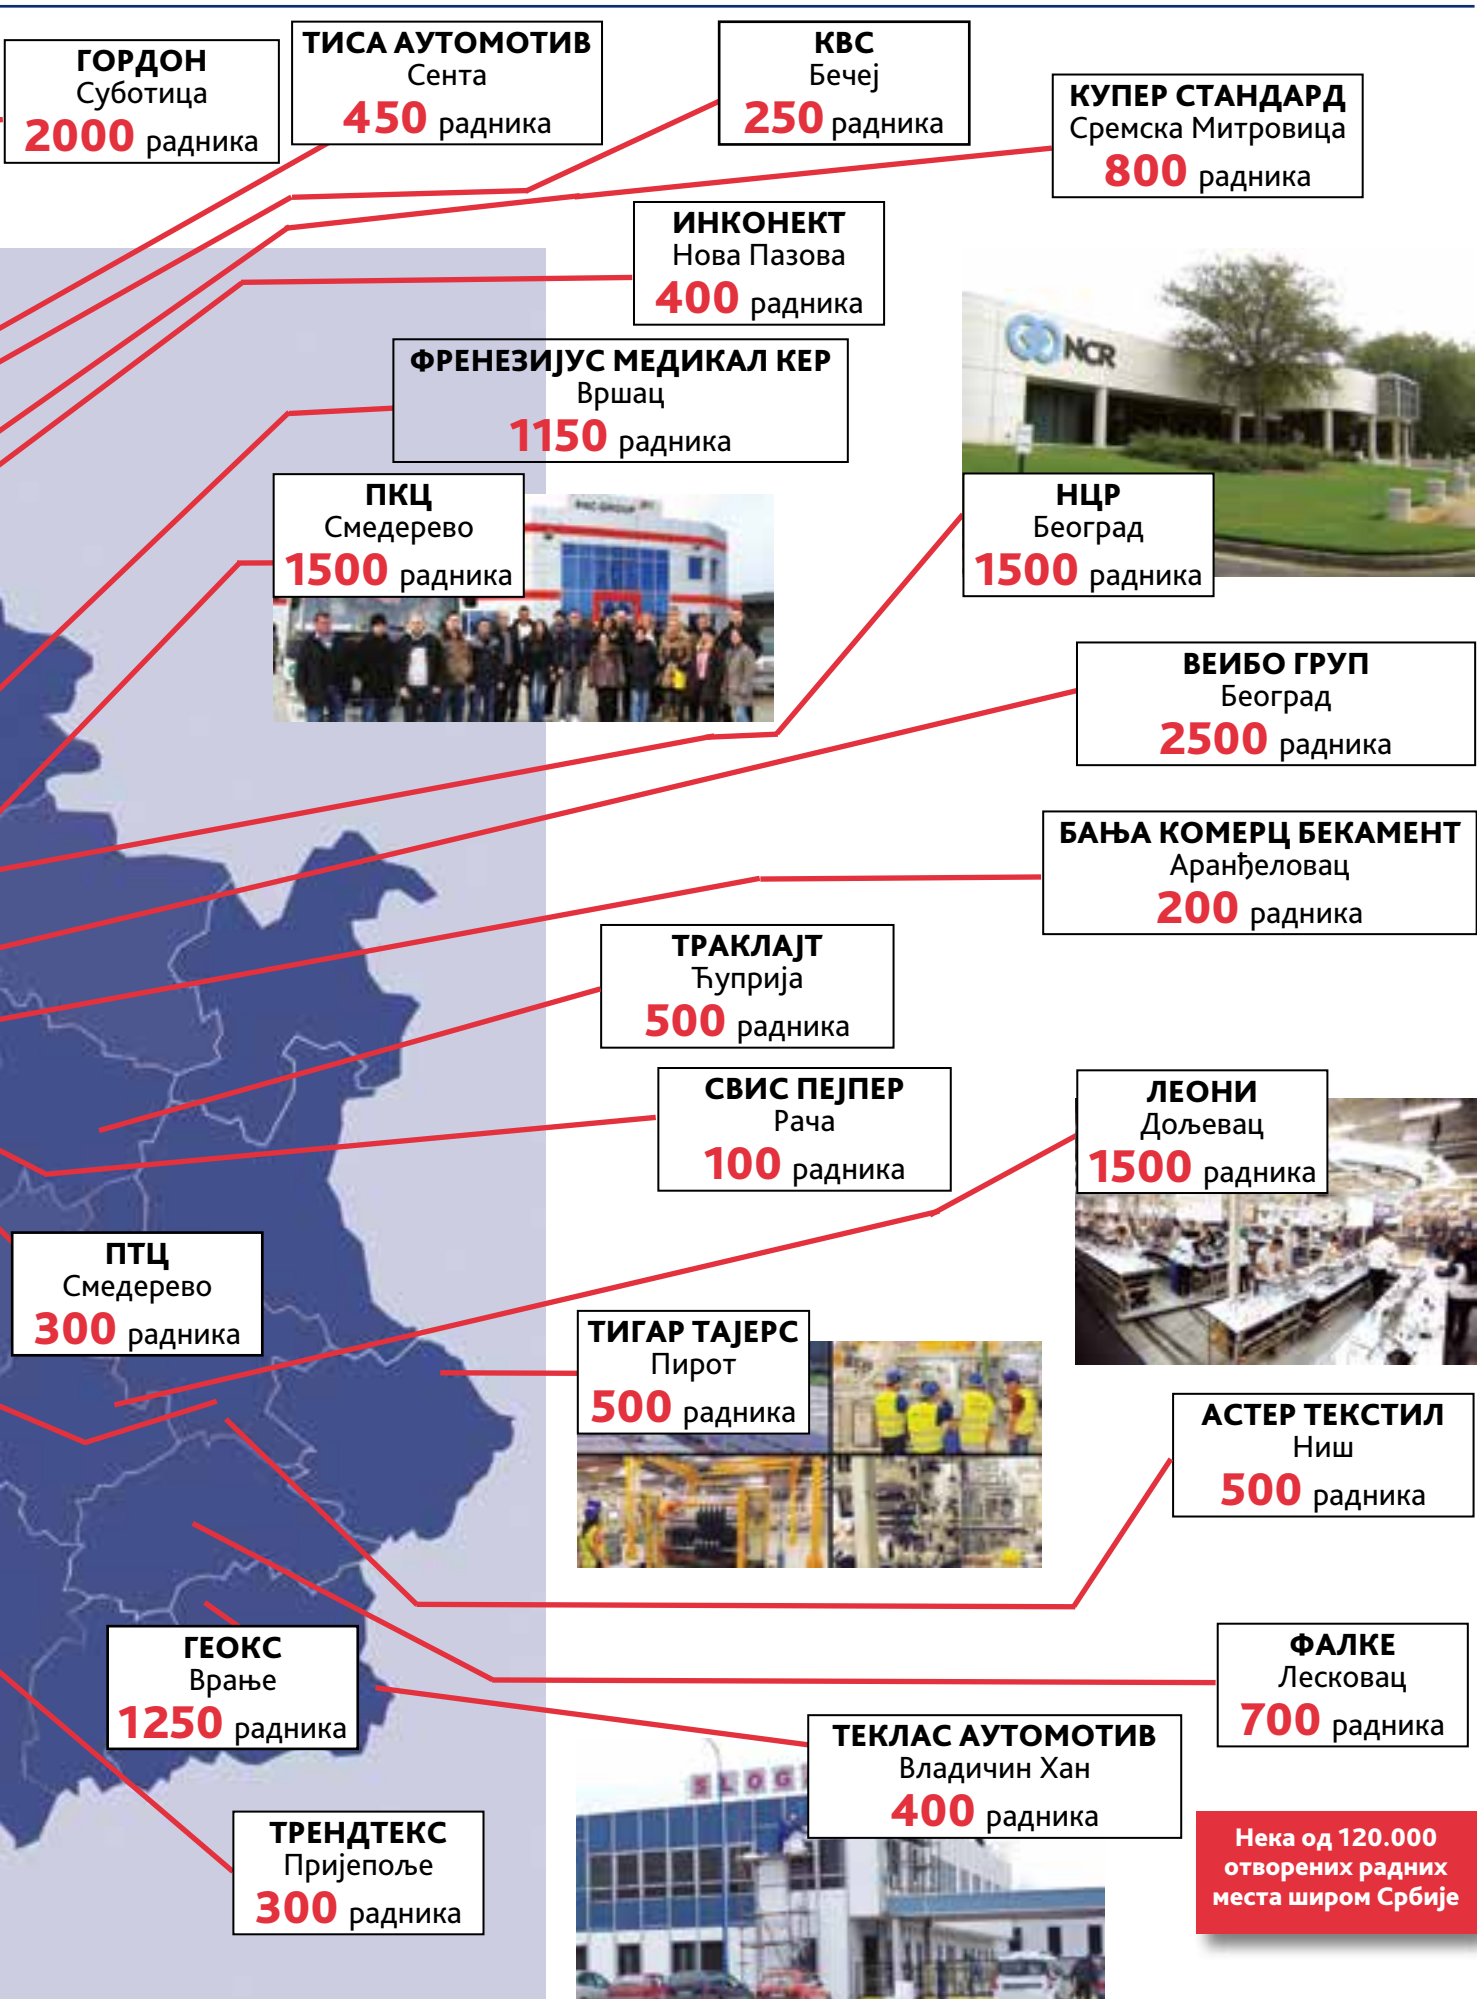 ГОРДОН
Суботица
2000 радника
ТИСА АУТОМОТИВ
Сента
450 радника
КВС
Бечеј
250 радника
КУПЕР СТАНДАРД
Сремска Митровица
800 радника
ИНКОНЕКТ
Нова Пазова
400 радника
NCR
ФРЕНЕЗИЈУС МЕДИКАЛ КЕР
Вршац
1150 радника
ПКЦ
Смедерево
1500 радника
PKC GROUP
НЦР
Београд
1500 радника
ВЕИБО ГРУП
Београд
2500 радника
БАЊА КОМЕРЦ БЕКАМЕНТ
Аранђеловац
200 радника
ТРАКЛАЈТ
Ћуприја
500 радника
СВИС ПЕЈПЕР
Рача
100 радника
ЛЕОНИ
Дољевац
1500 радника
ПТЦ
Смедерево
300 радника
ТИГАР ТАЈЕРС
Пирот
500 радника
АСТЕР ТЕКСТИЛ
Ниш
500 радника
ГЕОКС
Врање
1250 радника
ФАЛКЕ
Лесковац
700 радника
ТЕКЛАС АУТОМОТИВ
Владичин Хан
400 радника
SLOG
ТРЕНДТЕКС
Пријепоље
300 радника
Нека од 120.000
отворених радних
места широм Србије